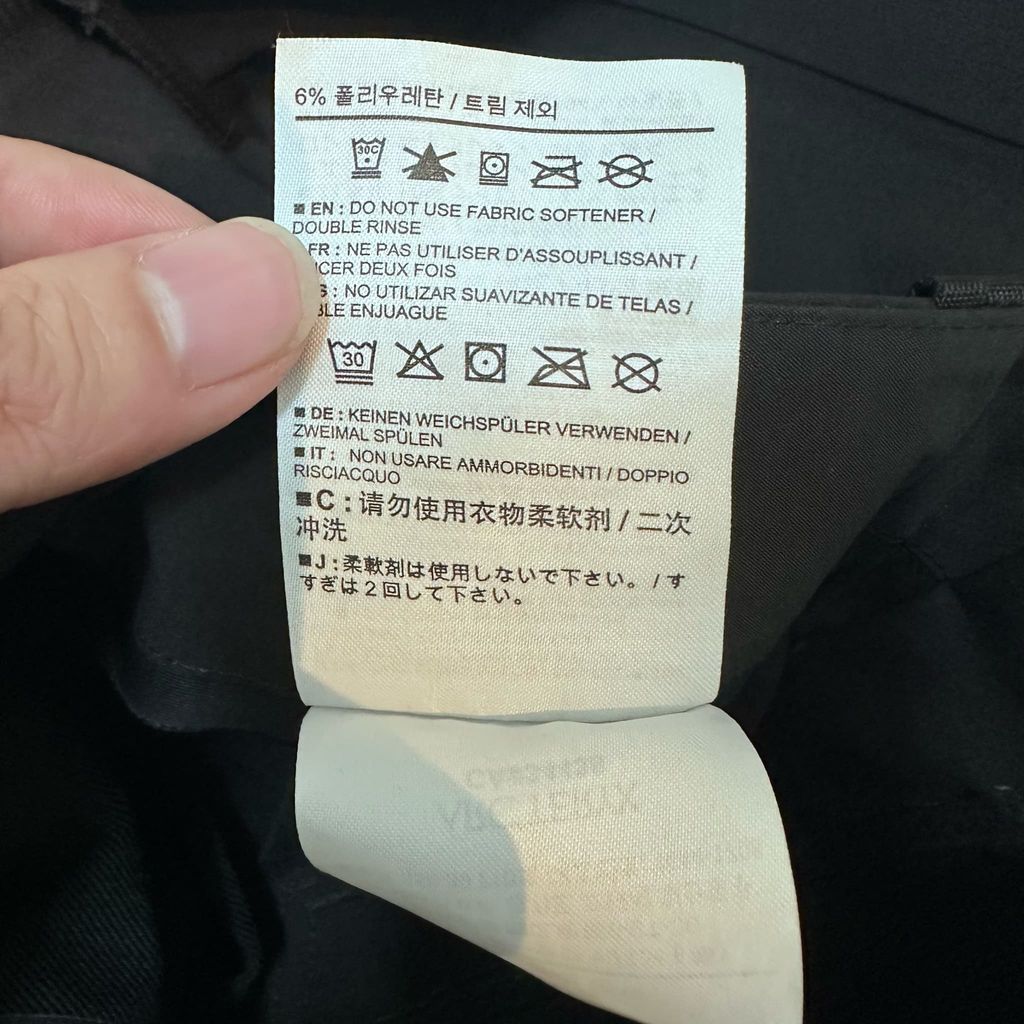 6% 폴리우레탄 / 트림 제외
30C
■ EN : DO NOT USE FABRIC SOFTENER /
DOUBLE RINSE
FR : NE PAS UTILISER D'ASSOUPLISSANT /
DEUX FOIS
: NO UTILIZAR SUAVIZANTE DE TELAS /
ENJUAGUE
30
■ DE : KEINEN WEICHSPÜLER VERWENDEN /
ZWEIMAL SPÜLEN
■ IT : NON USARE AMMORBIDENTI / DOPPIO
RISCIACQUO
■ C : 请勿使用衣物柔软剂 / 二次
冲洗
■ J : 柔軟剤は使用しないで下さい。 / す
すぎは2回して下さい。